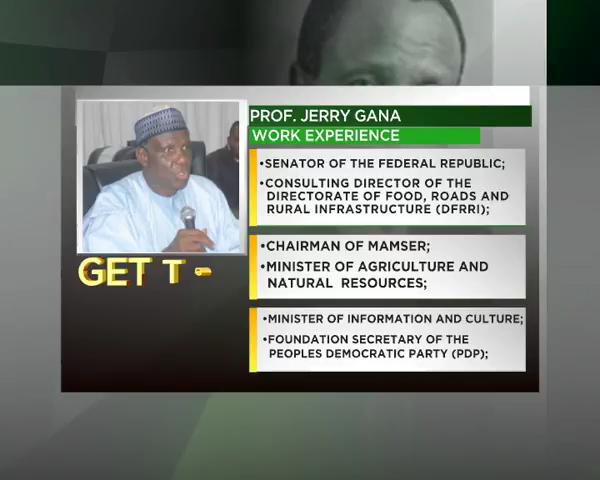 PROF. JERRY GANA
WORK EXPERIENCE
•SENATOR OF THE FEDERAL REPUBLIC;
•CONSULTING DIRECTOR OF THE
DIRECTORATE OF FOOD, ROADS AND
RURAL INFRASTRUCTURE (DFRRI);
•CHAIRMAN OF MAMSER;
•MINISTER OF AGRICULTURE AND
NATURAL RESOURCES;
•MINISTER OF INFORMATION AND CULTURE;
•FOUNDATION SECRETARY OF THE
PEOPLES DEMOCRATIC PARTY (PDP);
GET T